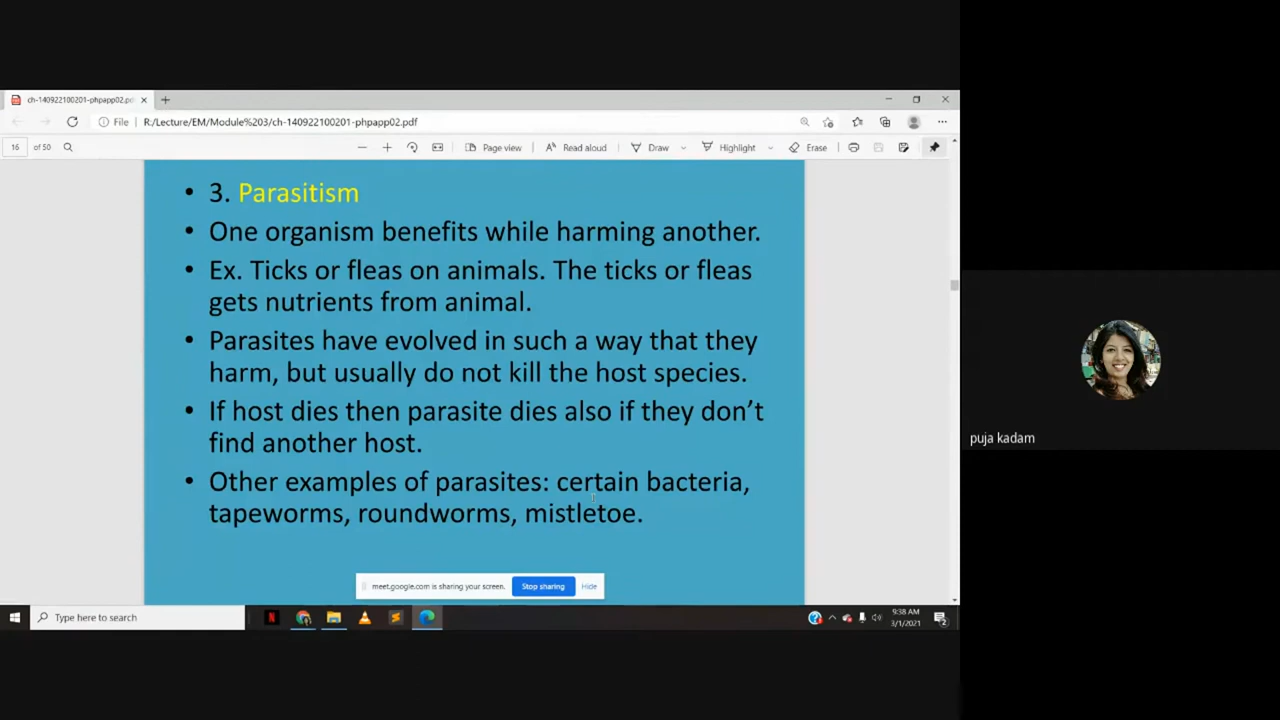 ch-140922100201-phpapp02.pd
File R:/Lecture/EM/Module%203/ch-140922100201-phpapp02.pdf
16 of 50 Page view Read aloud Draw Highlight Erase
• 3. Parasitism
• One organism benefits while harming another.
• Ex. Ticks or fleas on animals. The ticks or fleas
gets nutrients from animal.
• Parasites have evolved in such a way that they
harm, but usually do not kill the host species.
• If host dies then parasite dies also if they don’t
find another host.
• Other examples of parasites: certain bacteria,
tapeworms, roundworms, mistletoe.
puja kadam
meet.google.com is sharing your screen. Stop sharing Hide
Type here to search
9:38 AM
3/1/2021
2